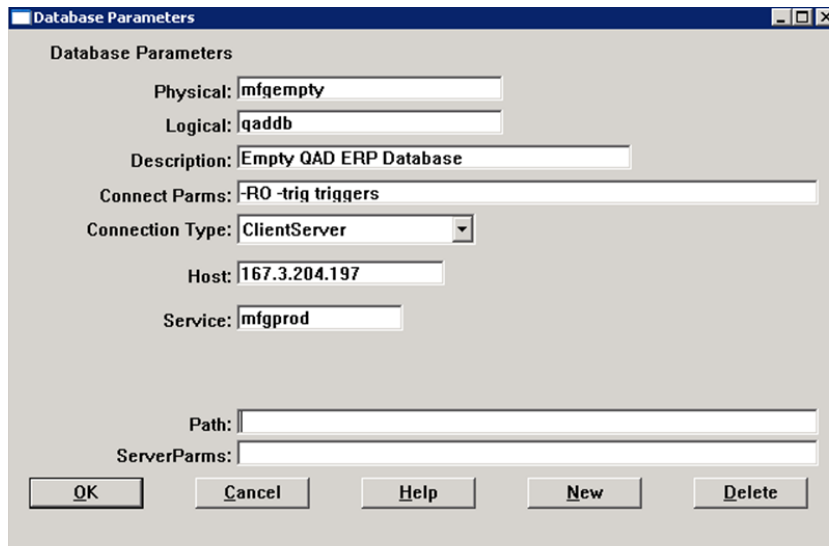 Database Parameters
Database Parameters
Physical: mfgempty
Logical: qaddb
Description: Empty QAD ERP Database
Connect Parms: -RO -trig triggers
Connection Type: ClientServer
Host: 167.3.204.197
Service: mfgprod
Path:
ServerParms:
OK Cancel Help New Delete